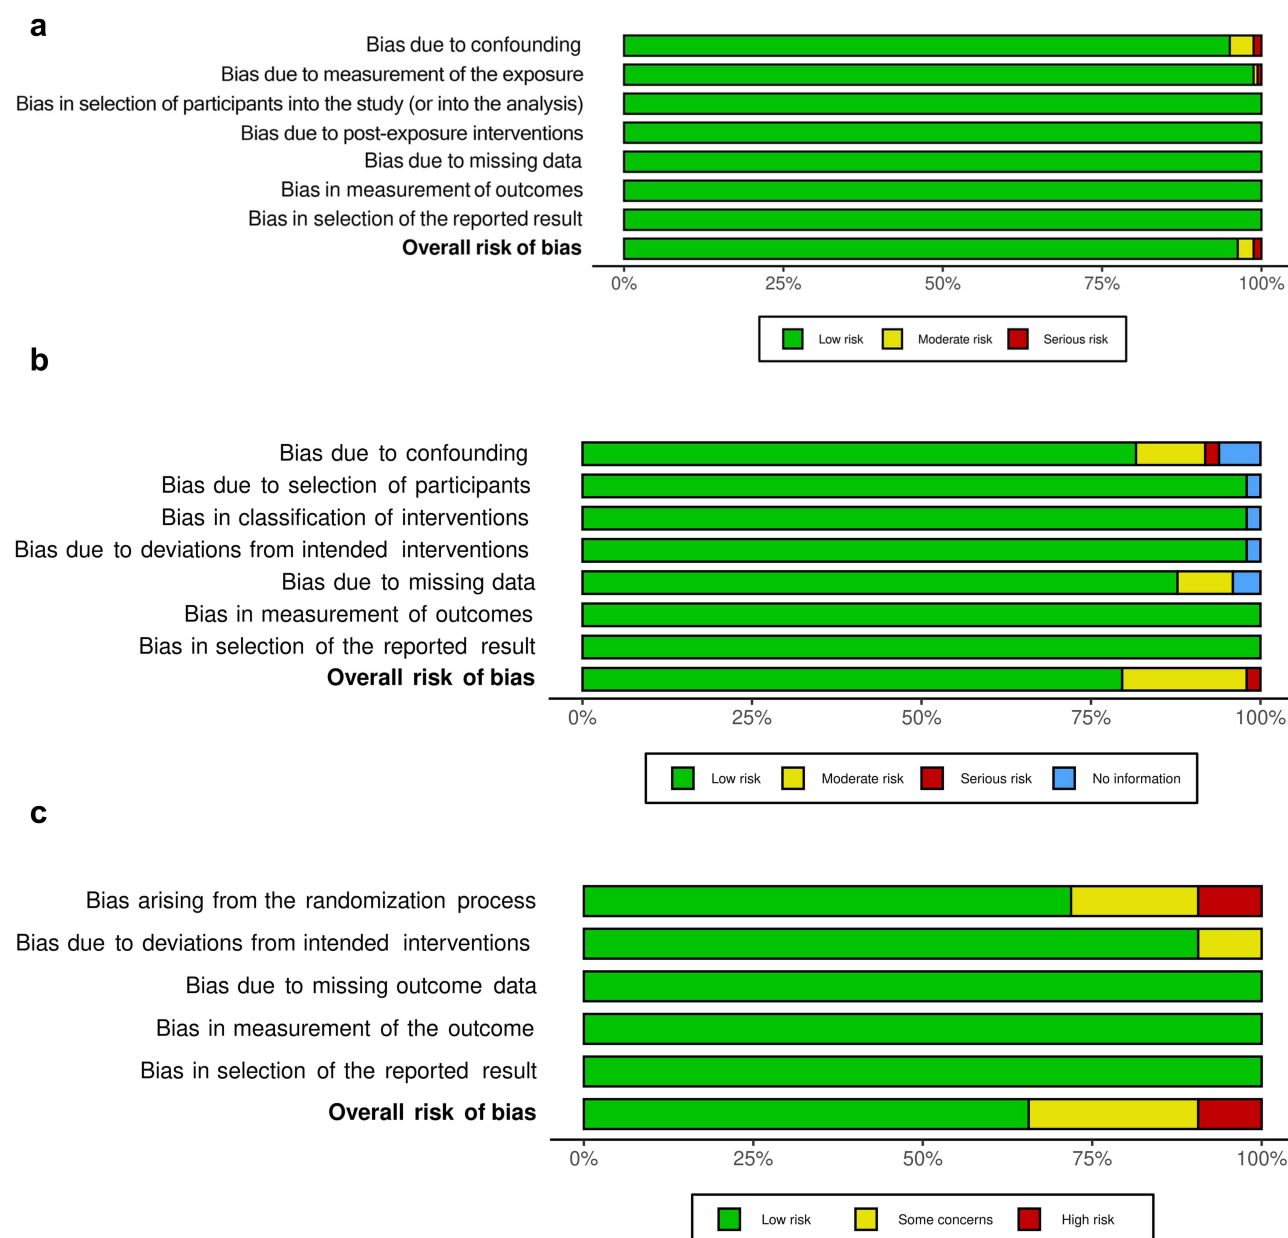 a
Bias due to confounding
Bias due to measurement of the exposure
Bias in selection of participants into the study (or into the analysis)
Bias due to post-exposure interventions
Bias due to missing data
Bias in measurement of outcomes
Bias in selection of the reported result
Overall risk of bias
0% 25% 50% 75% 100%
Low risk Moderate risk Serious risk
b
Bias due to confounding
Bias due to selection of participants
Bias in classification of interventions
Bias due to deviations from intended interventions
Bias due to missing data
Bias in measurement of outcomes
Bias in selection of the reported result
Overall risk of bias
0% 25% 50% 75% 100%
Low risk Moderate risk Serious risk No information
c
Bias arising from the randomization process
Bias due to deviations from intended interventions
Bias due to missing outcome data
Bias in measurement of the outcome
Bias in selection of the reported result
Overall risk of bias
0% 25% 50% 75% 100%
Low risk Some concerns High risk